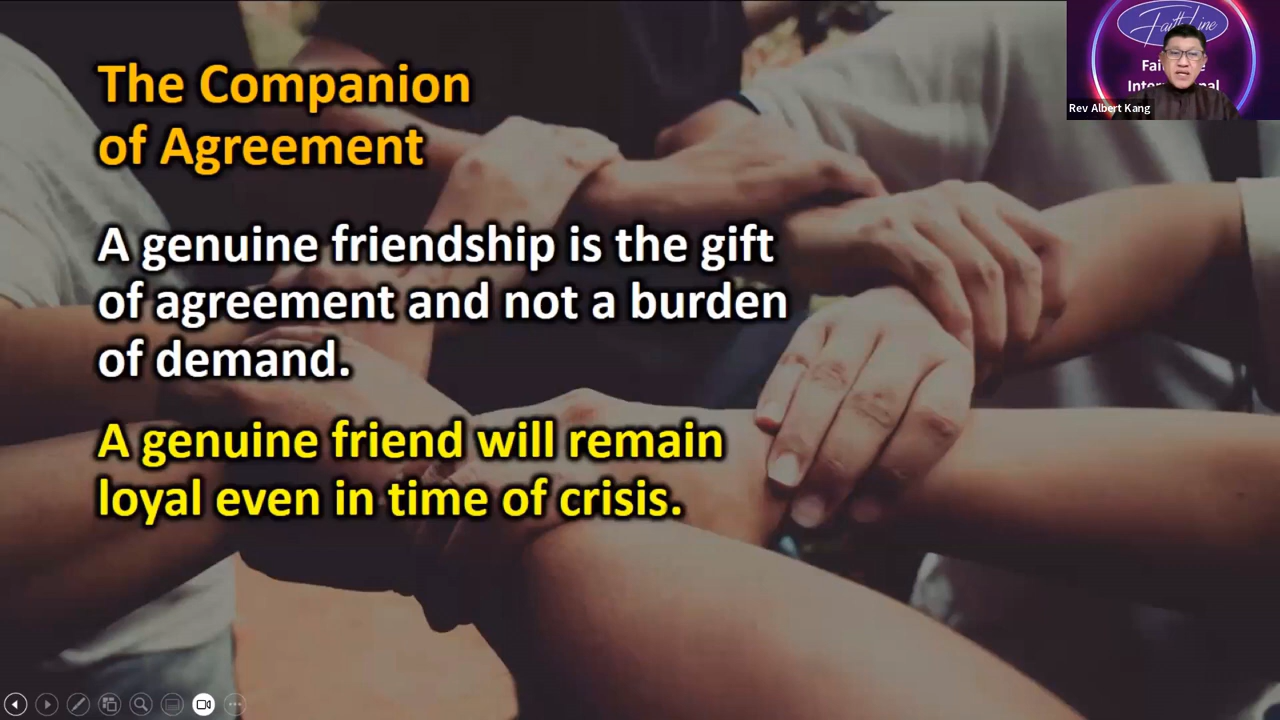 The Companion
of Agreement
A genuine friendship is the gift
of agreement and not a burden
of demand.
A genuine friend will remain
loyal even in time of crisis.
Rev Albert Kang